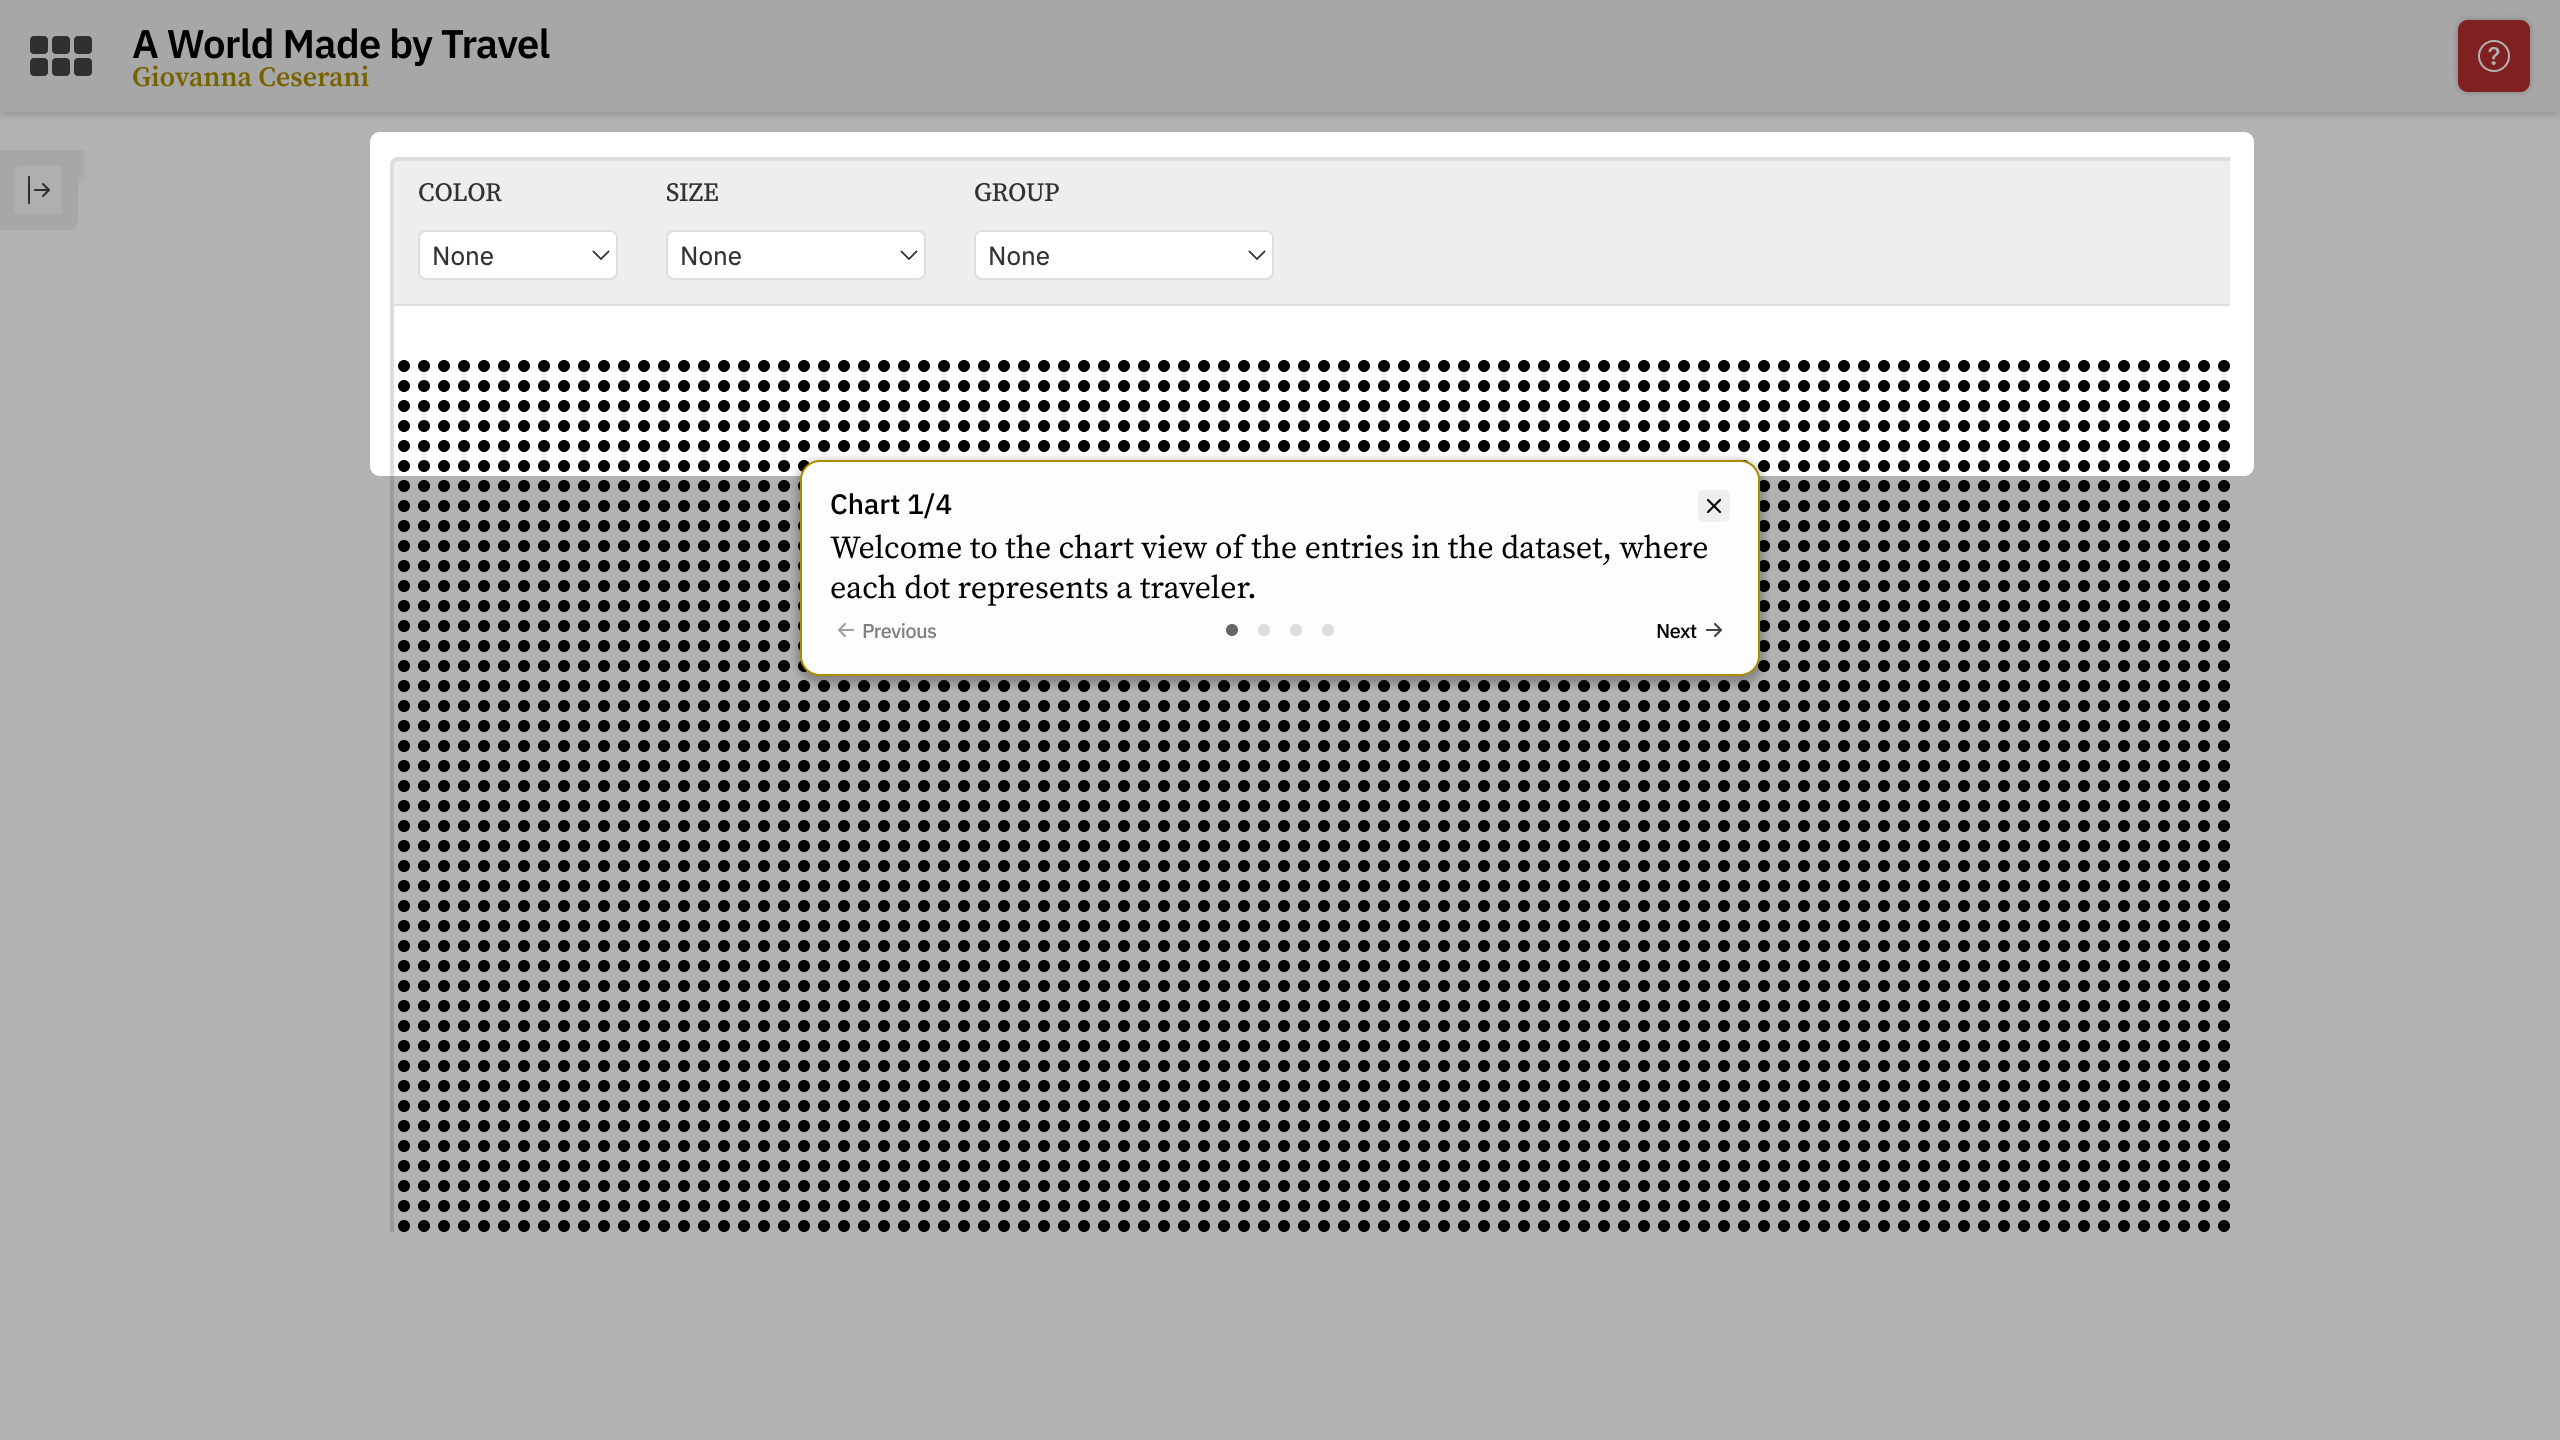 A World Made by Travel
Giovanna Ceserani
COLOR SIZE GROUP
None None None
Chart 1/4
Welcome to the chart view of the entries in the dataset, where
each dot represents a traveler.
← Previous Next →